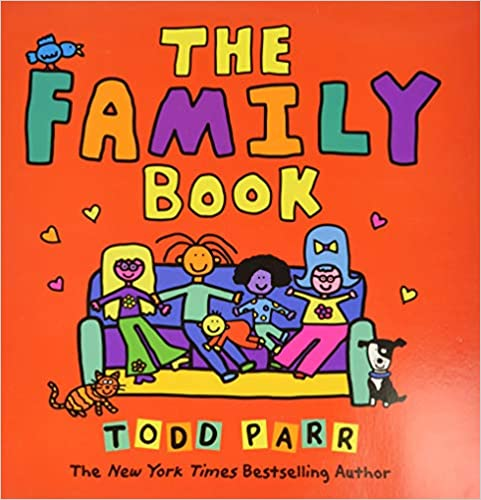 THE
FAMILY
BOOK
TODD PARR
The New York Times Bestselling Author